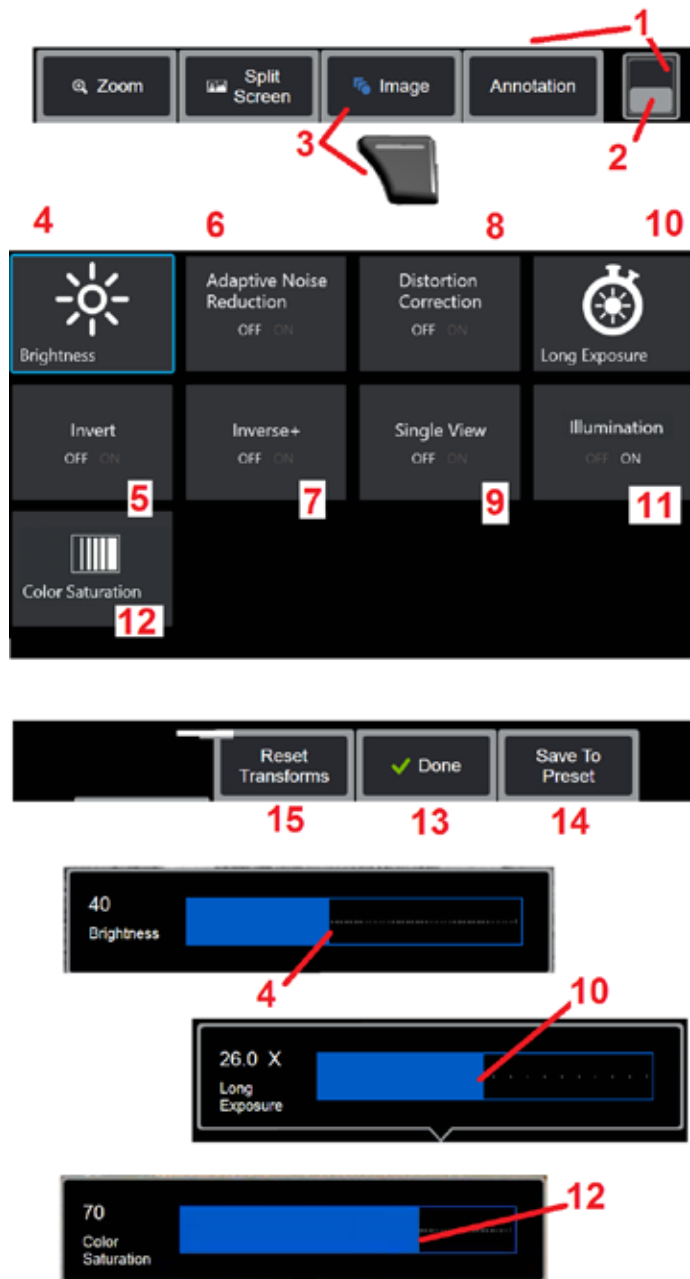 1
Zoom
Split
Screen
Image
Annotation
3
2
4
6
8
10
Brightness
Adaptive Noise
Reduction
OFF ON
Distortion
Correction
OFF ON
Long Exposure
Invert
OFF ON
5
Inverse+
OFF ON
7
Single View
OFF ON
9
Illumination
OFF ON
11
Color Saturation
12
Reset
Transforms
Done
Save To
Preset
15
13
14
40
Brightness
4
10
26.0 X
Long
Exposure
12
70
Color
Saturation